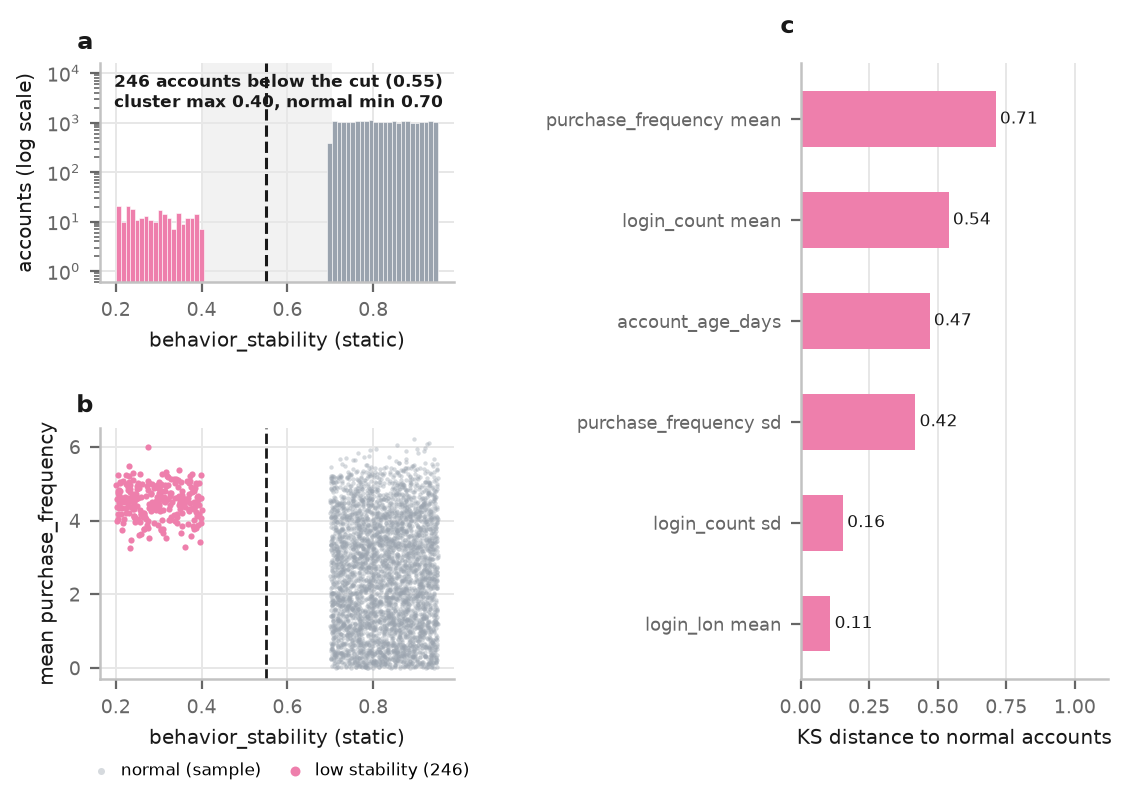 a
246 accounts below the cut (0.55)
cluster max 0.40, normal min 0.70
accounts (log scale)
10⁴
10³
10²
10¹
10⁰
0.2 0.4 0.6 0.8
behavior_stability (static)
b
mean purchase_frequency
6
4
2
0
0.2 0.4 0.6 0.8
behavior_stability (static)
normal (sample) low stability (246)
c
purchase_frequency mean 0.71
login_count mean 0.54
account_age_days 0.47
purchase_frequency sd 0.42
login_count sd 0.16
login_lon mean 0.11
0.00 0.25 0.50 0.75 1.00
KS distance to normal accounts